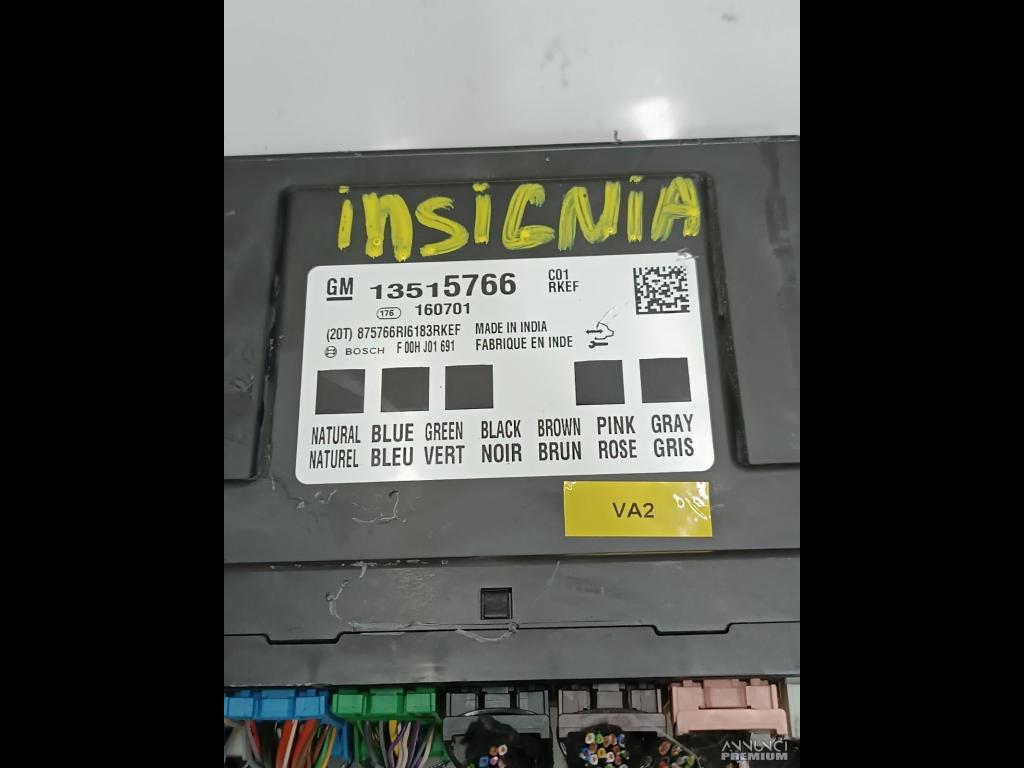 iNSiGNiA
GM 13515766 C01
RKEF
176 160701
(20T) 875766RI6183RKEF MADE IN INDIA
BOSCH F 00H J01 691 FABRIQUE EN INDE
NATURAL BLUE GREEN BLACK BROWN PINK GRAY
NATUREL BLEU VERT NOIR BRUN ROSE GRIS
VA2
ANNUNCI
PREMIUM